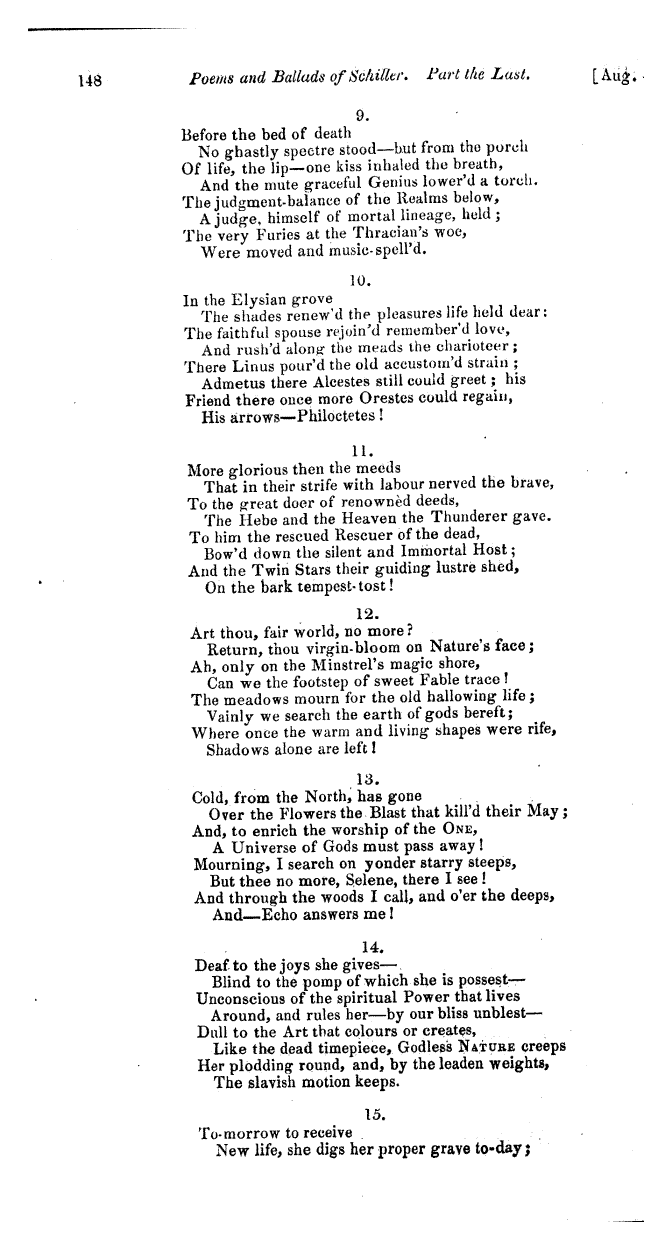 148 Poems and Ballads of Schiller. Part the Last. [Aug.
9.
Before the bed of death
No ghastly spectre stood—but from the porch
Of life, the lip—one kiss inhaled the breath,
And the mute graceful Genius lower'd a torch.
The judgment-balance of the Realms below,
A judge, himself of mortal lineage, held;
The very Furies at the Thracian's woe,
Were moved and music-spell'd.
10.
In the Elysian grove
The shades renew'd the pleasures life held dear:
The faithful spouse rejoin'd remember'd love,
And rush'd along the meads the charioteer;
There Linus pour'd the old accustom'd strain;
Admetus there Alcestes still could greet; his
Friend there once more Orestes could regain,
His arrows—Philoctetes!
11.
More glorious then the meeds
That in their strife with labour nerved the brave,
To the great doer of renownèd deeds,
The Hebe and the Heaven the Thunderer gave.
To him the rescued Rescuer of the dead,
Bow'd down the silent and Immortal Host;
And the Twin Stars their guiding lustre shed,
On the bark tempest-tost!
12.
Art thou, fair world, no more?
Return, thou virgin-bloom on Nature's face;
Ah, only on the Minstrel's magic shore,
Can we the footstep of sweet Fable trace!
The meadows mourn for the old hallowing life;
Vainly we search the earth of gods bereft;
Where once the warm and living shapes were rife,
Shadows alone are left!
13.
Cold, from the North, has gone
Over the Flowers the Blast that kill'd their May;
And, to enrich the worship of the ONE,
A Universe of Gods must pass away!
Mourning, I search on yonder starry steeps,
But thee no more, Selene, there I see!
And through the woods I call, and o'er the deeps,
And—Echo answers me!
14.
Deaf to the joys she gives—
Blind to the pomp of which she is possest—
Unconscious of the spiritual Power that lives
Around, and rules her—by our bliss unblest—
Dull to the Art that colours or creates,
Like the dead timepiece, Godless NATURE creeps
Her plodding round, and, by the leaden weights,
The slavish motion keeps.
15.
To-morrow to receive
New life, she digs her proper grave to-day;